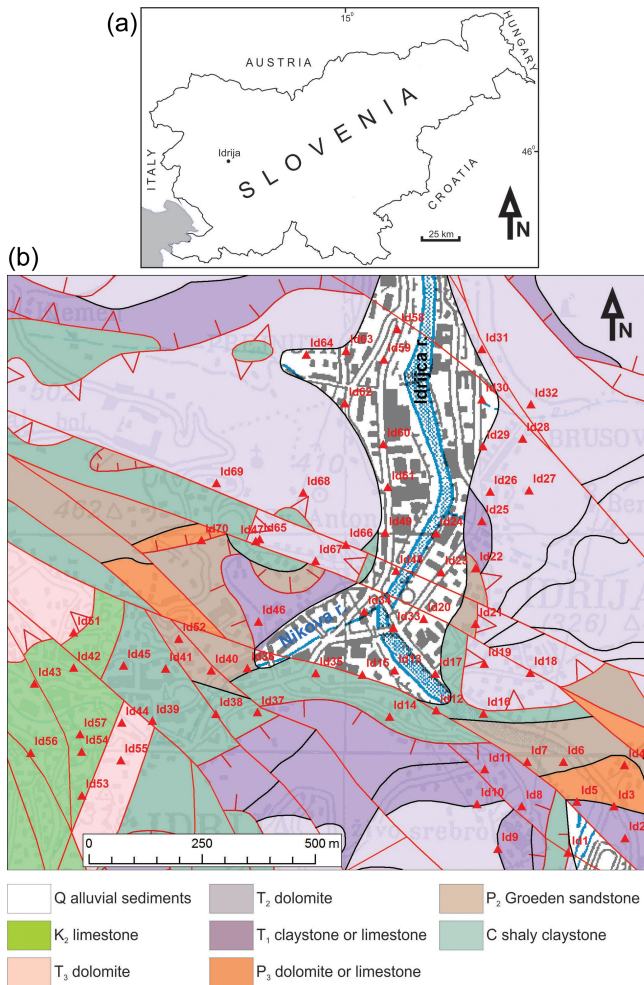 (a)
15°
AUSTRIA
HUNGARY
SLOVENIA
Idrija
46°
ITALY
CROATIA
25 km
N
(b)
N
Id58
Idrijca r.
Id31
Id63
Id64
Id59
Id30
Id32
Id62
Id28
BRUSOV
Id60
Id29
410
Id69
Id68
Id61
Id26
Id27
462
Id25
Id70
Id47
Id65
Id66
Id49
Id24
Id67
Id22
Id48
Id23
IDRIJA
Nikova r.
Id34
Id20
Id21
Id46
Id33
Id51
Id52
Id19
Id18
Id42
Id45
Id41
Id40
Id36
Id35
Id15
Id13
Id17
Id43
Id44
Id39
Id38
Id37
Id14
Id12
Id16
Id57
Id56
Id54
Id55
Id11
Id7
Id6
Id4
Id53
Id10
Id8
Id5
Id3
Id9
Id1
Id2
0 250 500 m
Q alluvial sediments
T2 dolomite
P2 Groeden sandstone
K2 limestone
T1 claystone or limestone
C shaly claystone
T3 dolomite
P3 dolomite or limestone